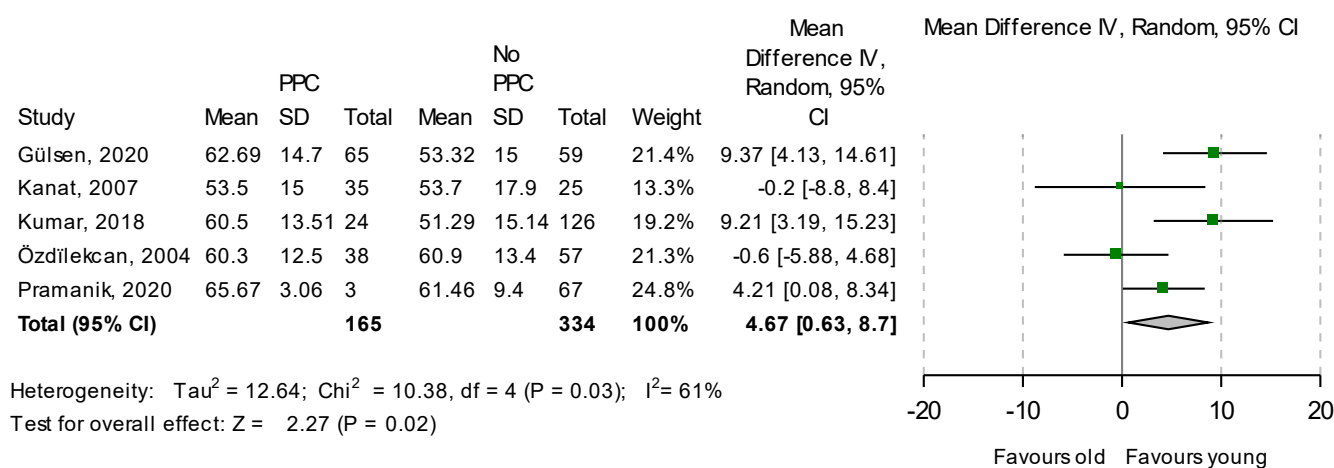 Mean Difference IV, Random, 95% CI
Mean Difference IV, Random, 95% CI
PPC
No PPC
Study Mean SD Total Mean SD Total Weight
Gülsen, 2020 62.69 14.7 65 53.32 15 59 21.4% 9.37 [4.13, 14.61]
Kanat, 2007 53.5 15 35 53.7 17.9 25 13.3% -0.2 [-8.8, 8.4]
Kumar, 2018 60.5 13.51 24 51.29 15.14 126 19.2% 9.21 [3.19, 15.23]
Özdïlekcan, 2004 60.3 12.5 38 60.9 13.4 57 21.3% -0.6 [-5.88, 4.68]
Pramanik, 2020 65.67 3.06 3 61.46 9.4 67 24.8% 4.21 [0.08, 8.34]
Total (95% CI) 165 334 100% 4.67 [0.63, 8.7]
Heterogeneity: Tau² = 12.64; Chi² = 10.38, df = 4 (P = 0.03); I² = 61%
Test for overall effect: Z = 2.27 (P = 0.02)
-20 -10 0 10 20
Favours old Favours young